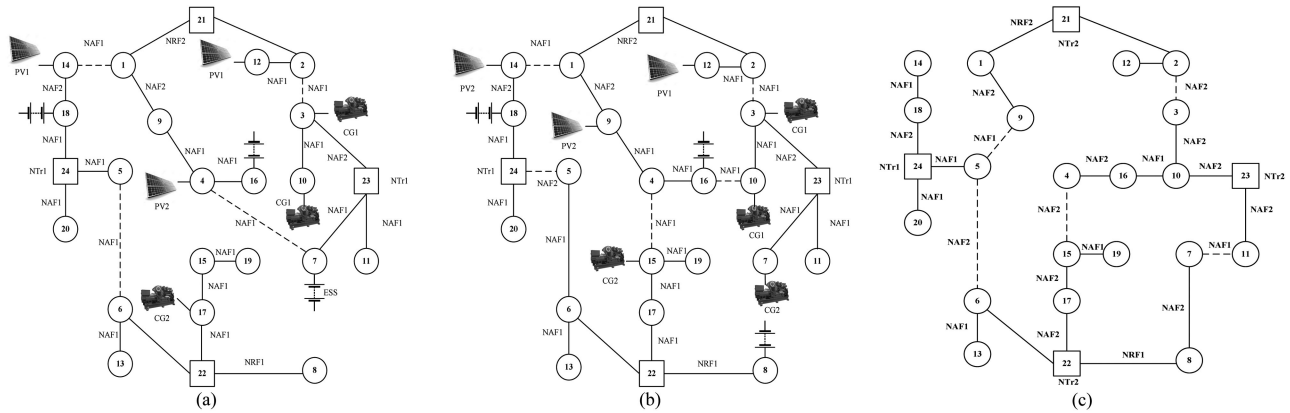 21
NAF1
NRF2
14
1
12
2
PV1
PV1
NAF1
NAF2
NAF2
NAF1
18
3
9
CG1
NAF1
NAF1
NAF1
NAF1
NAF2
NTr1
24
NAF1
5
4
16
10
23
NTr1
PV2
CG1
NAF1
NAF1
NAF1
NAF1
20
NAF1
15
NAF1
19
7
11
NAF1
ESS
6
CG2
17
NAF1
NAF1
13
22
NRF1
8
(a)
21
NAF1
NRF2
14
1
12
2
PV2
PV1
NAF1
NAF2
NAF2
NAF1
18
9
3
CG1
PV2
NAF1
NAF1
NAF1
NAF2
NTr1
24
NAF2
5
4
NAF1
16
NAF1
10
23
NTr1
CG1
NAF1
NAF1
NAF1
NAF1
20
NAF1
CG2
15
NAF1
19
7
11
NAF1
CG2
6
17
NAF1
NAF1
13
22
NRF1
8
(b)
21
NRF2
NTr2
14
1
12
2
NAF1
NAF2
NAF2
18
9
3
NAF2
NAF1
NAF2
NTr1
24
NAF1
5
4
NAF2
16
NAF1
10
NAF2
23
NTr2
NAF1
NAF2
NAF2
20
NAF2
15
NAF1
19
7
NAF1
11
NAF2
NAF2
6
17
NAF1
NAF2
13
22
NTr2
NRF1
8
(c)